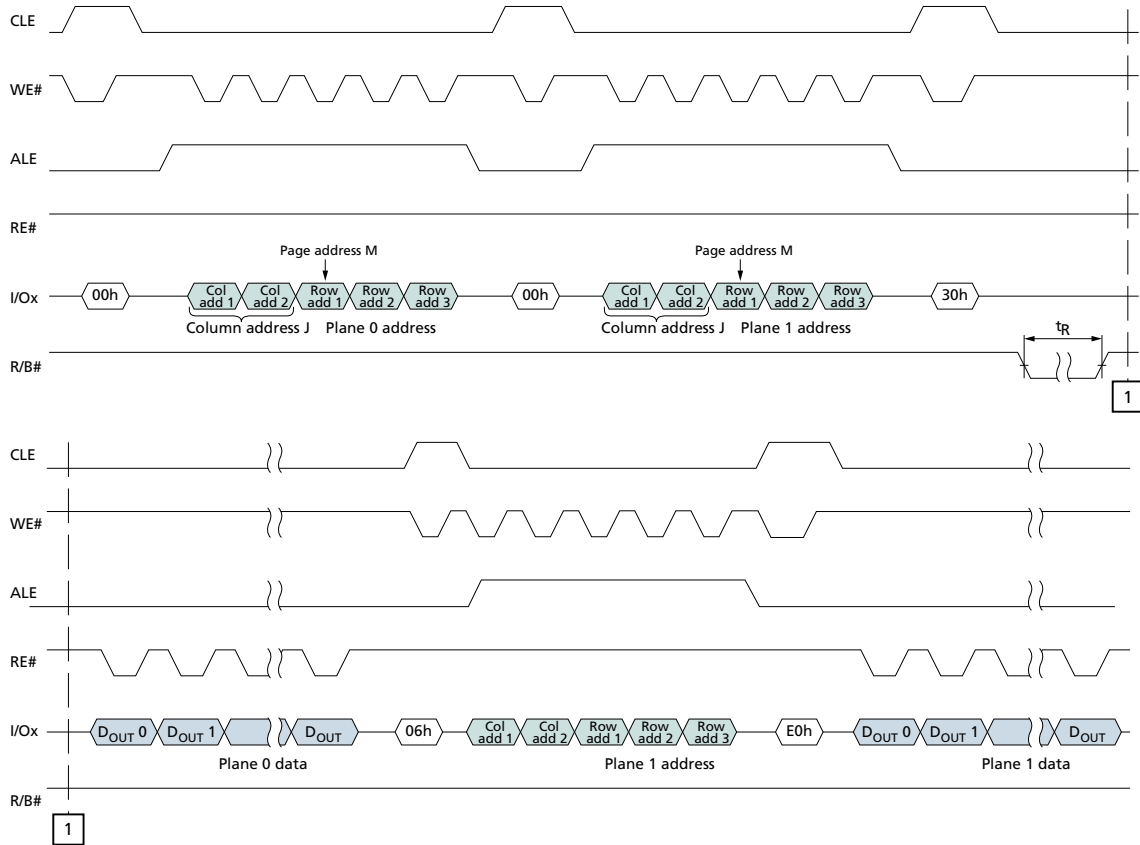 CLE
WE#
ALE
RE#
Page address M
Page address M
I/Ox
00h
Col add 1
Col add 2
Row add 1
Row add 2
Row add 3
00h
Col add 1
Col add 2
Row add 1
Row add 2
Row add 3
30h
Column address J
Plane 0 address
Column address J
Plane 1 address
tR
R/B#
1
CLE
WE#
ALE
RE#
I/Ox
DOUT 0
DOUT 1
DOUT
06h
Col add 1
Col add 2
Row add 1
Row add 2
Row add 3
E0h
DOUT 0
DOUT 1
DOUT
Plane 0 data
Plane 1 address
Plane 1 data
R/B#
1